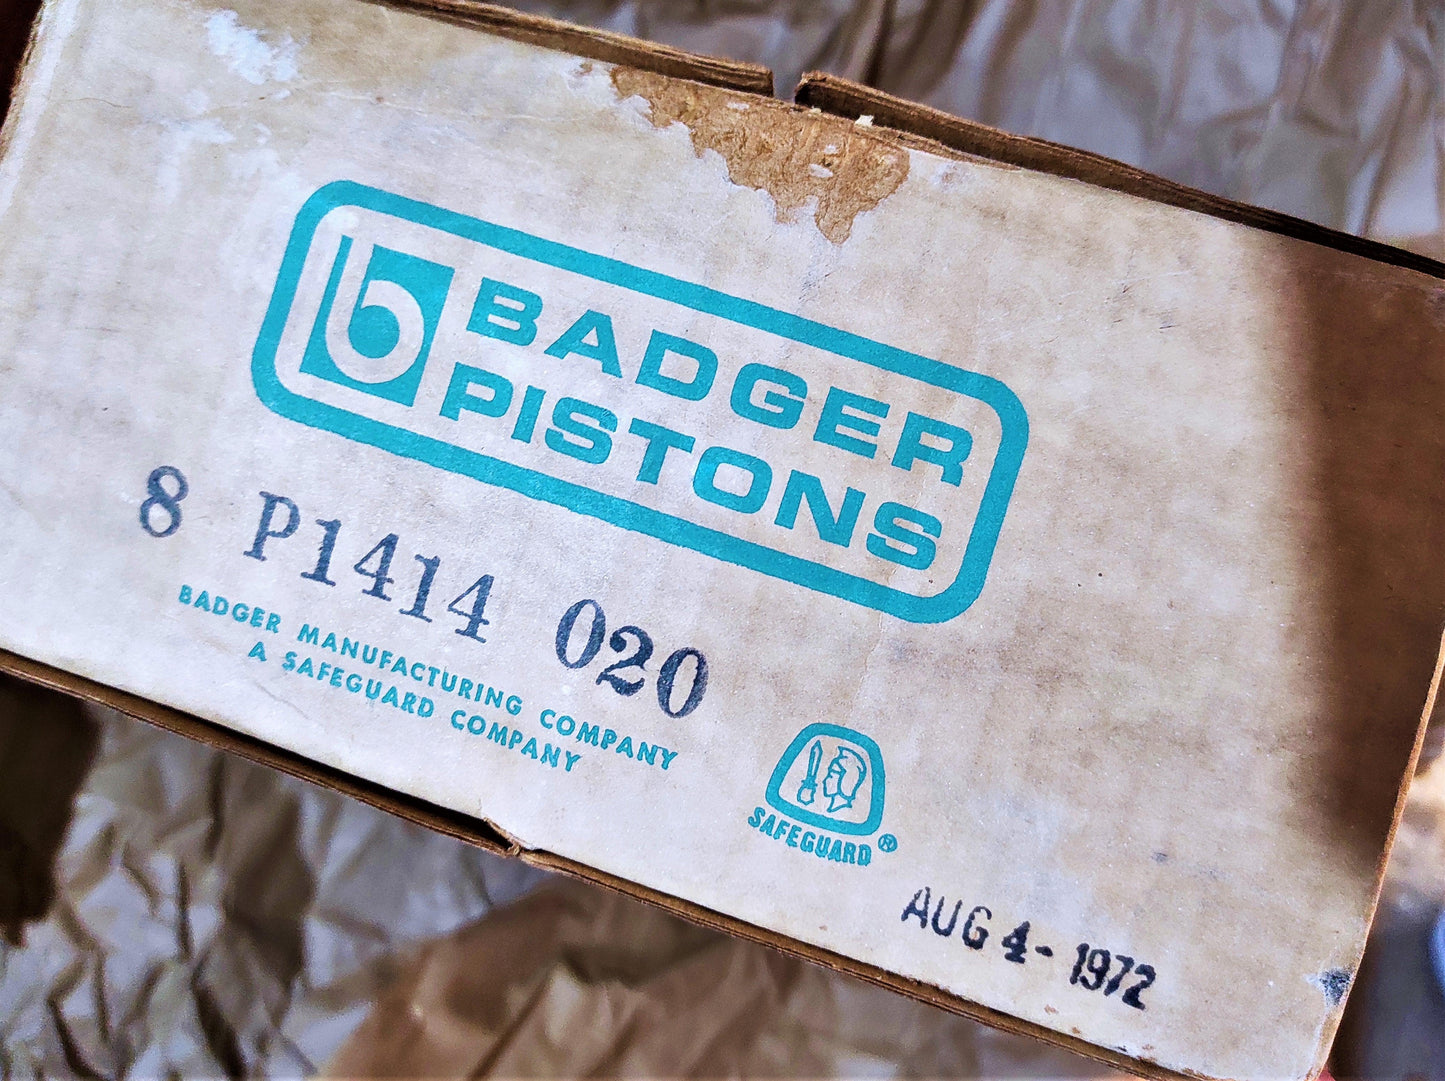 b BADGER
PISTONS
8 P1414 020
BADGER MANUFACTURING COMPANY
A SAFEGUARD COMPANY
SAFEGUARD®
AUG 4- 1972